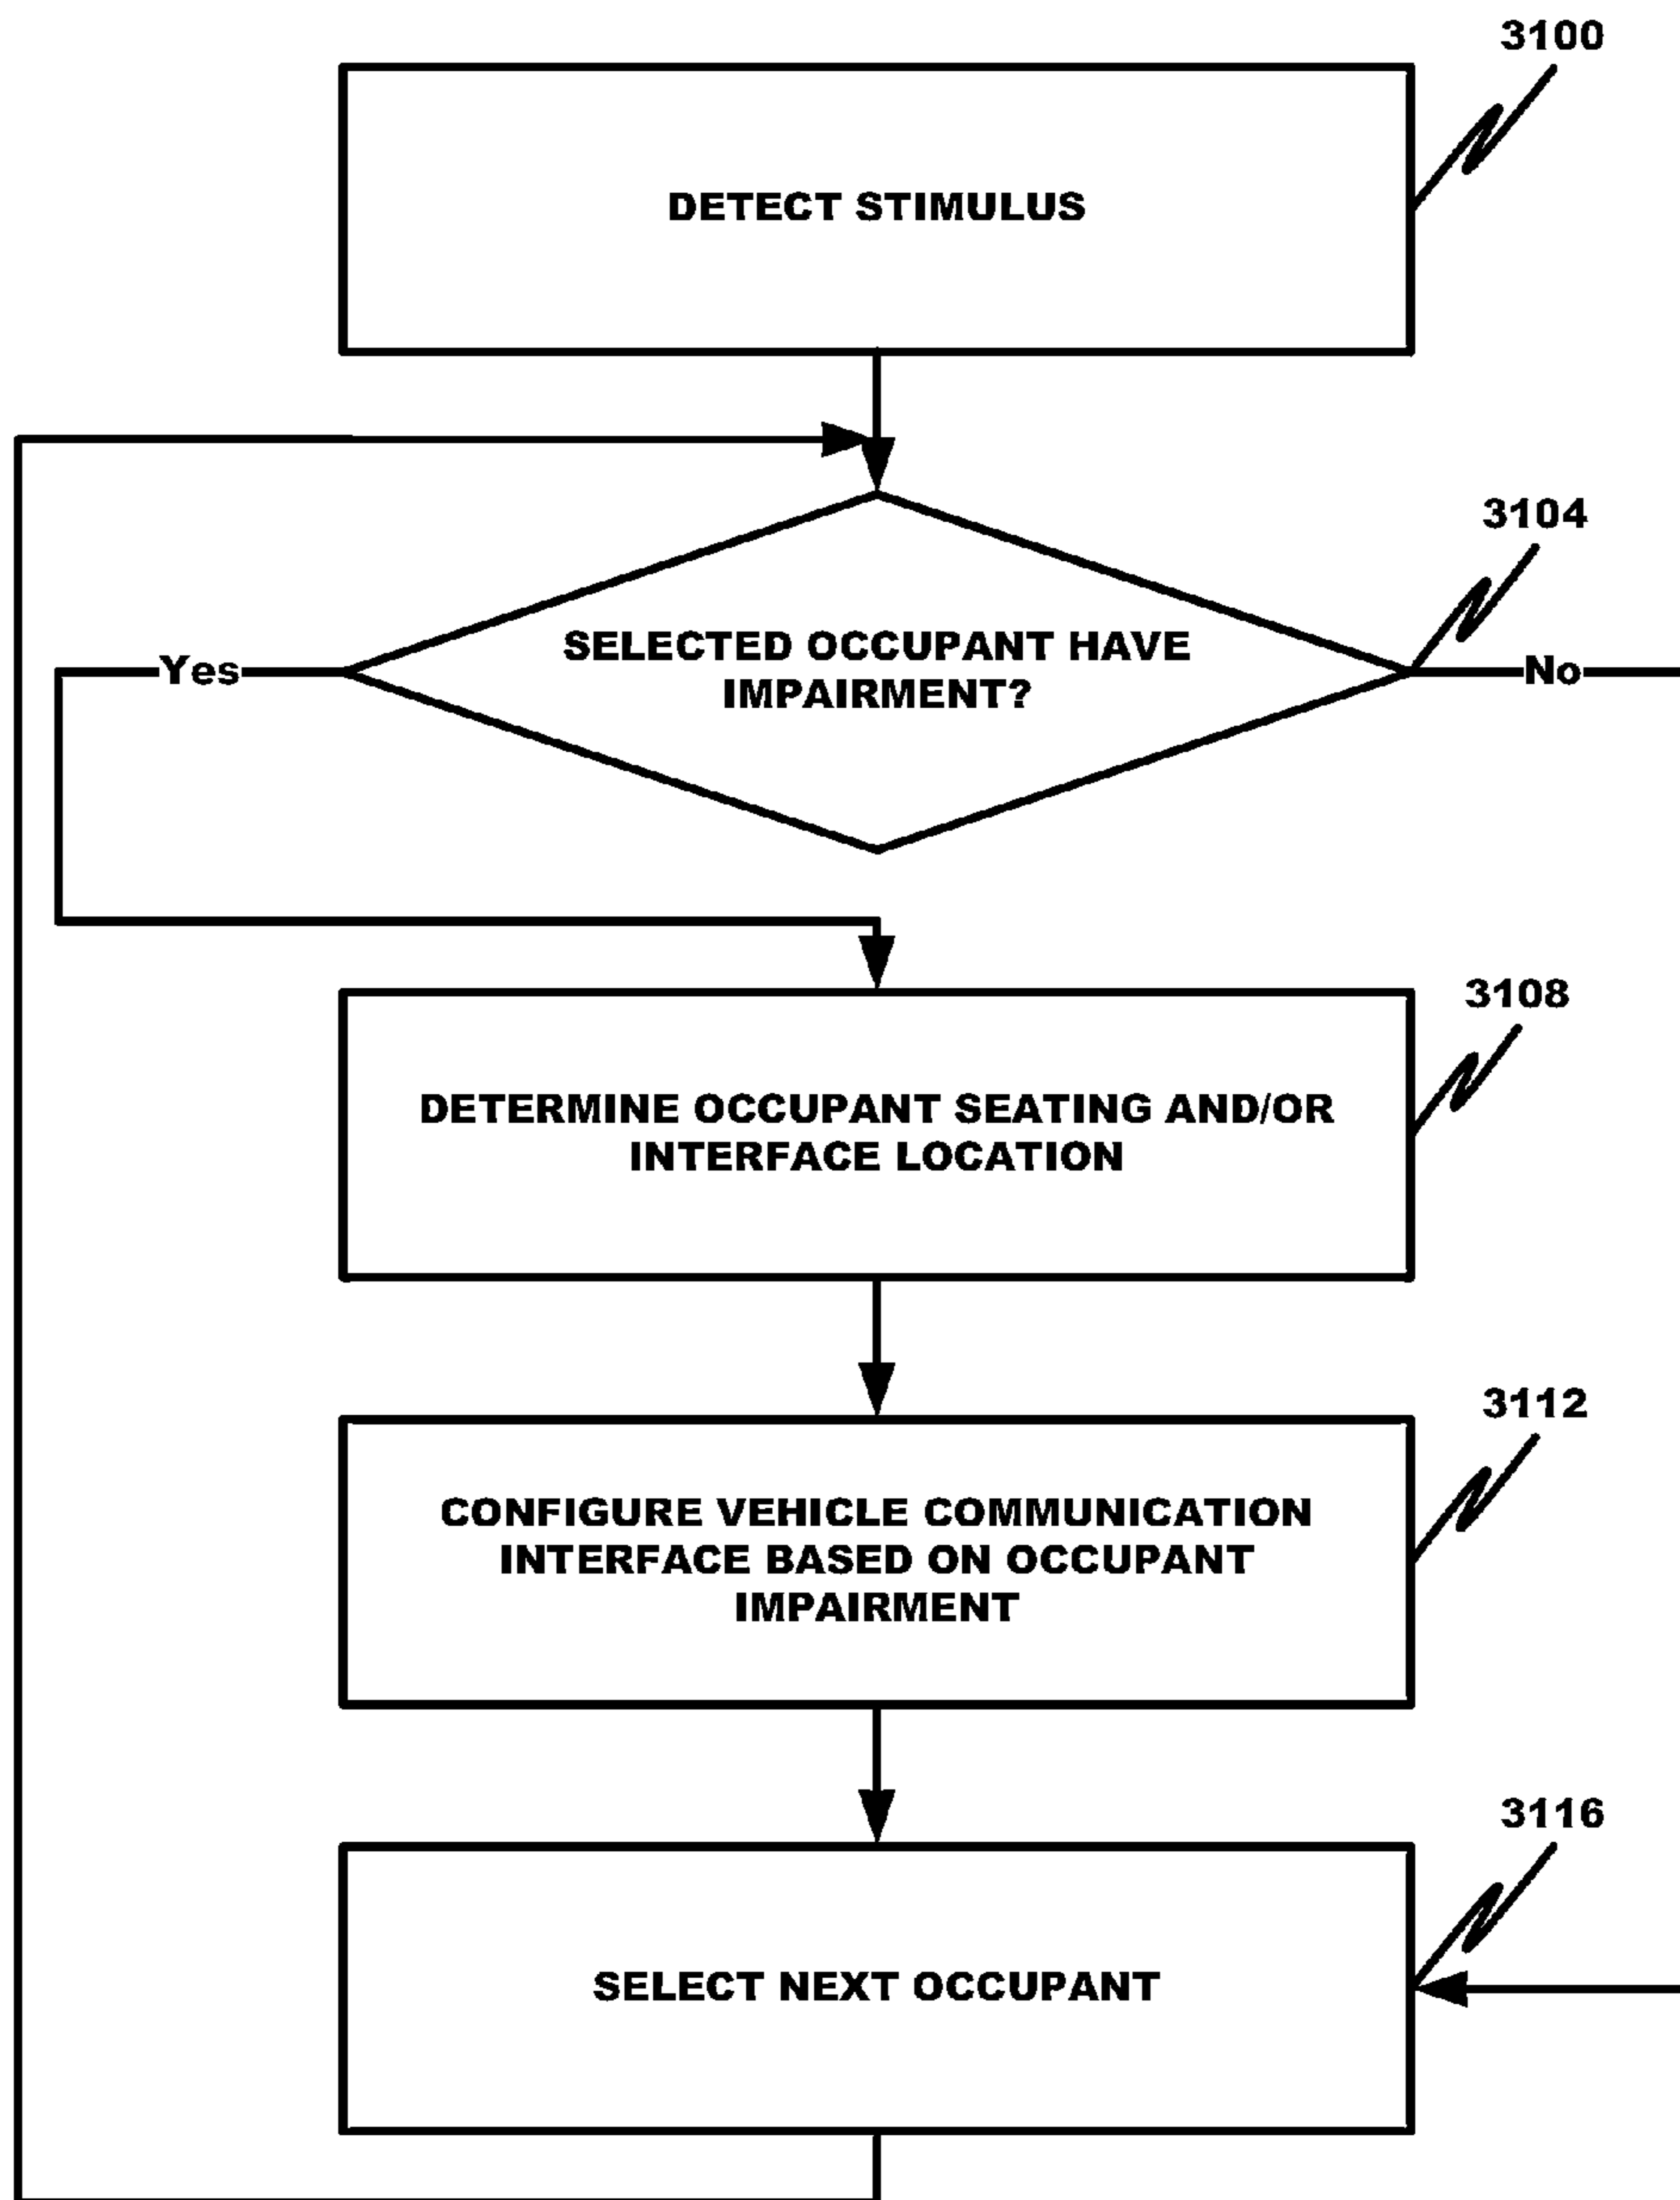 3100
DETECT STIMULUS
3104
SELECTED OCCUPANT HAVE
IMPAIRMENT?
Yes
No
3108
DETERMINE OCCUPANT SEATING AND/OR
INTERFACE LOCATION
3112
CONFIGURE VEHICLE COMMUNICATION
INTERFACE BASED ON OCCUPANT
IMPAIRMENT
3116
SELECT NEXT OCCUPANT